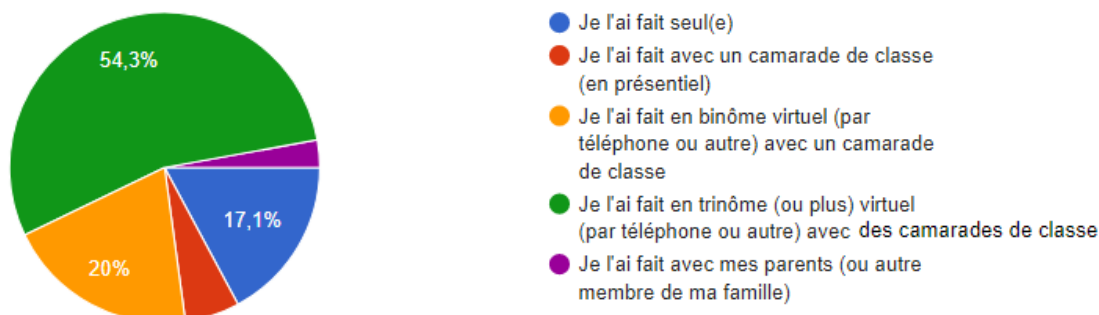 54,3%
20%
17,1%
Je l'ai fait seul(e)
Je l'ai fait avec un camarade de classe
(en présentiel)
Je l'ai fait en binôme virtuel (par
téléphone ou autre) avec un camarade
de classe
Je l'ai fait en trinôme (ou plus) virtuel
(par téléphone ou autre) avec des camarades de classe
Je l'ai fait avec mes parents (ou autre
membre de ma famille)